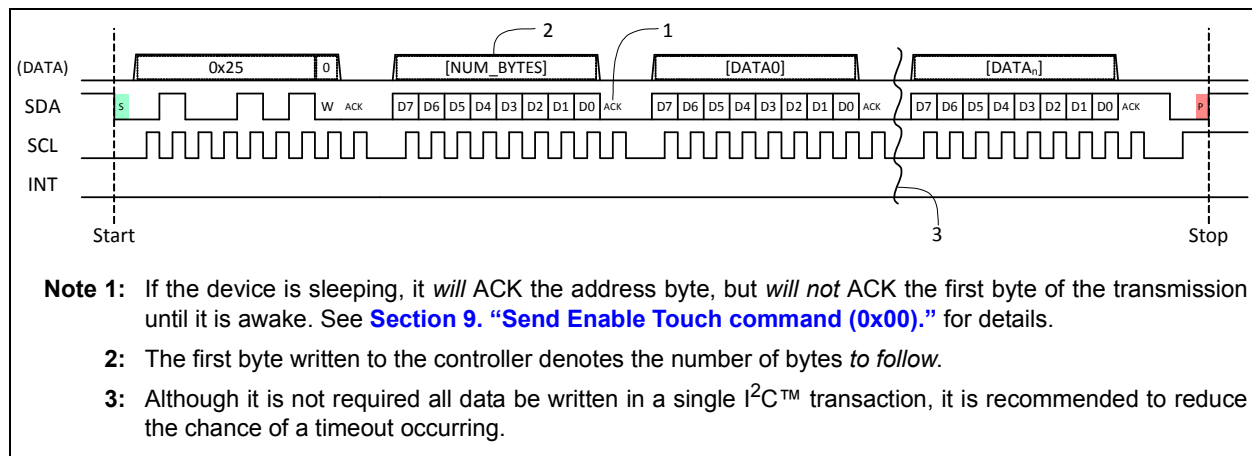 2 1
(DATA) 0x25 0 [NUM_BYTES] [DATA0] [DATAn]
SDA S W ACK D7 D6 D5 D4 D3 D2 D1 D0 ACK D7 D6 D5 D4 D3 D2 D1 D0 ACK D7 D6 D5 D4 D3 D2 D1 D0 ACK P
SCL
INT
Start 3 Stop
Note 1: If the device is sleeping, it will ACK the address byte, but will not ACK the first byte of the transmission
until it is awake. See Section 9. “Send Enable Touch command (0x00).” for details.
2: The first byte written to the controller denotes the number of bytes to follow.
3: Although it is not required all data be written in a single I²C™ transaction, it is recommended to reduce
the chance of a timeout occurring.